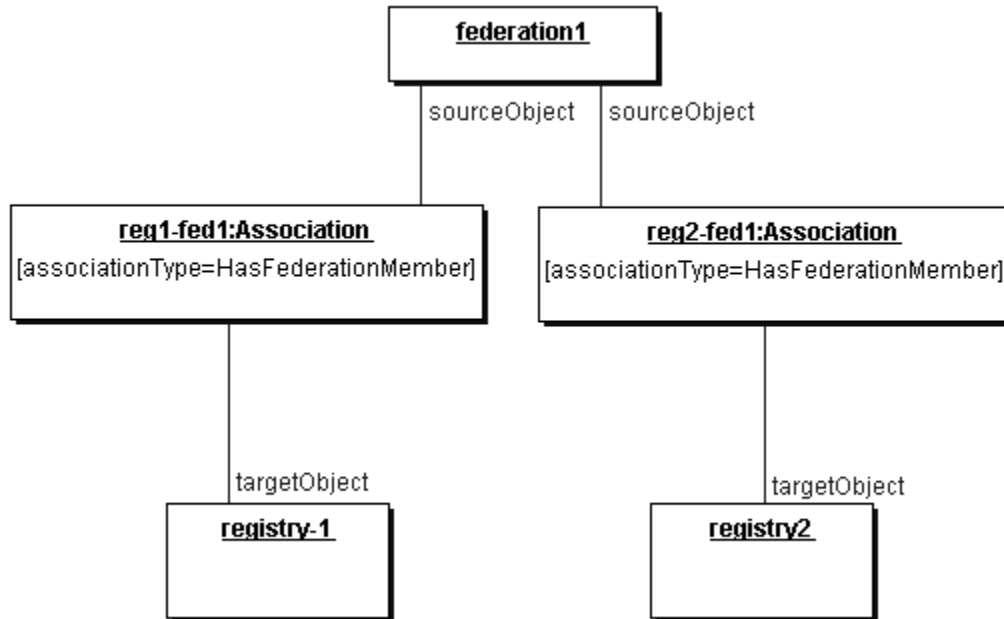 federation1
sourceObject
sourceObject
reg1-fed1:Association
[associationType=HasFederationMember]
reg2-fed1:Association
[associationType=HasFederationMember]
targetObject
targetObject
registry-1
registry2